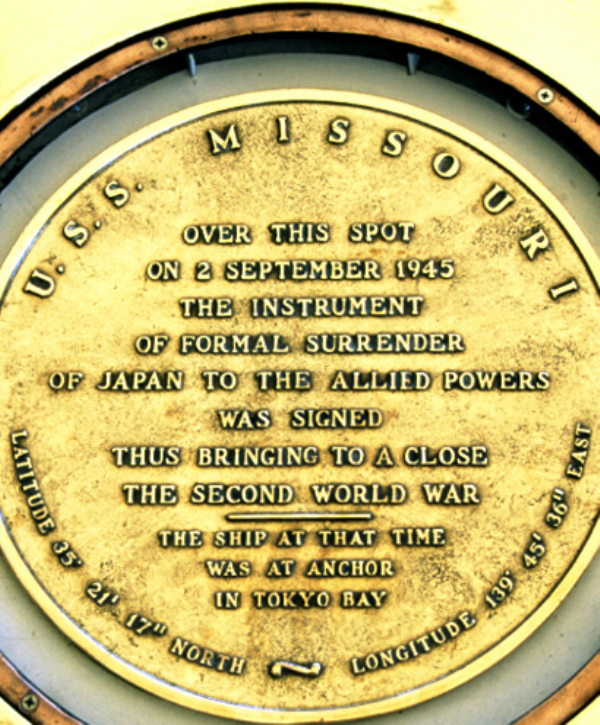 U.S.S. MISSOURI
OVER THIS SPOT
ON 2 SEPTEMBER 1945
THE INSTRUMENT
OF FORMAL SURRENDER
OF JAPAN TO THE ALLIED POWERS
WAS SIGNED
THUS BRINGING TO A CLOSE
THE SECOND WORLD WAR
THE SHIP AT THAT TIME
WAS AT ANCHOR
IN TOKYO BAY
LATITUDE 35° 21' 17" NORTH ~ LONGITUDE 139° 45' 36" EAST